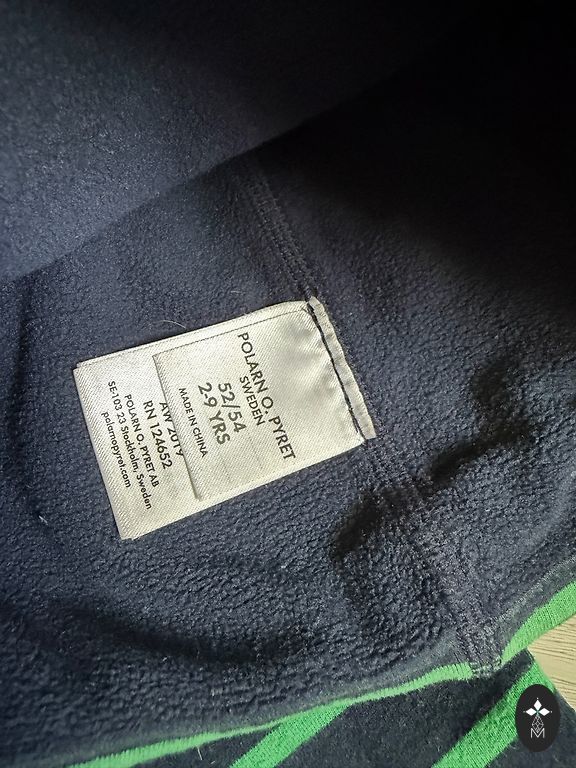 POLARN O. PYRET
SWEDEN
52/54
2-9 YRS
MADE IN CHINA
AW 2019
RN 124652
POLARN O. PYRET AB
SE-103 23 Stockholm, Sweden
polarnopyret.com
M